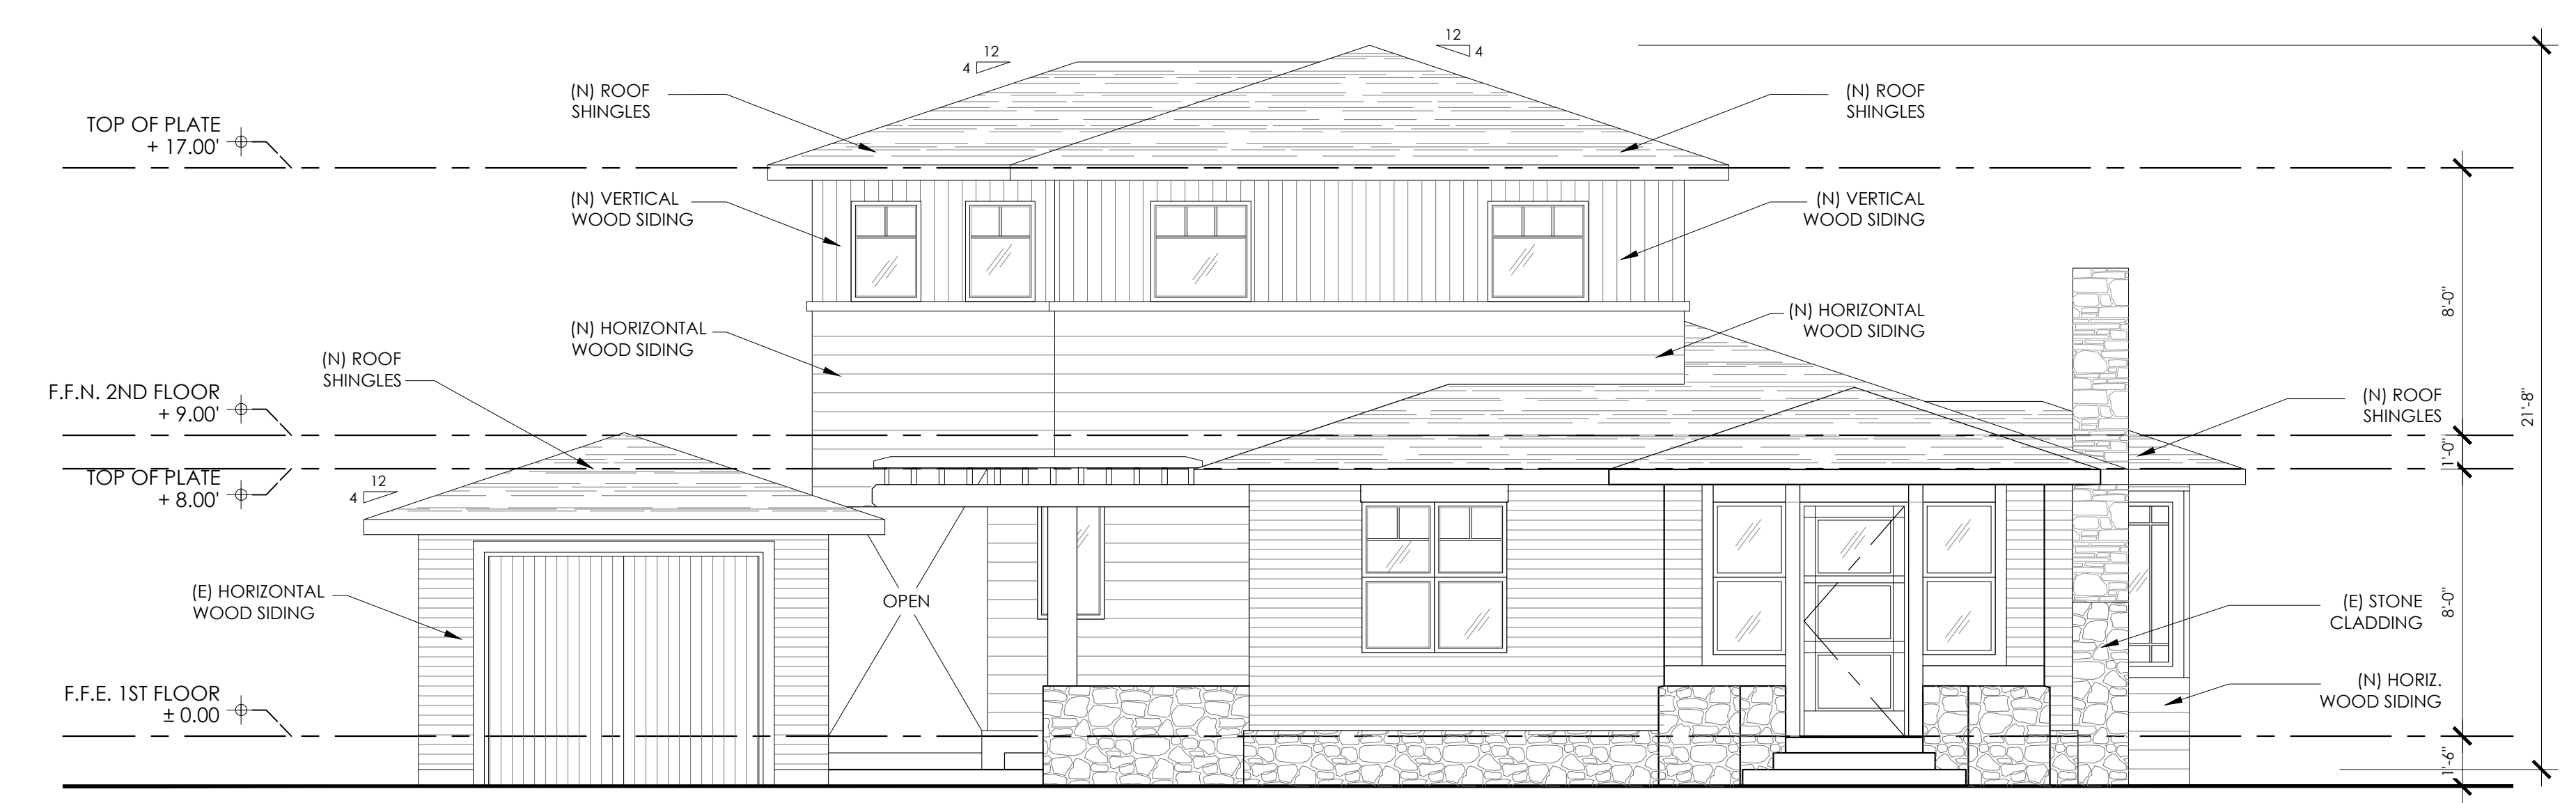 12
4
12
4
(N) ROOF
SHINGLES
(N) ROOF
SHINGLES
TOP OF PLATE
+ 17.00'
(N) VERTICAL
WOOD SIDING
(N) VERTICAL
WOOD SIDING
8'-0"
(N) HORIZONTAL
WOOD SIDING
(N) HORIZONTAL
WOOD SIDING
(N) ROOF
SHINGLES
F.F.N. 2ND FLOOR
+ 9.00'
(N) ROOF
SHINGLES
21'-8"
1'-0"
TOP OF PLATE
+ 8.00'
12
4
(E) HORIZONTAL
WOOD SIDING
OPEN
(E) STONE
CLADDING
8'-0"
F.F.E. 1ST FLOOR
± 0.00
(N) HORIZ.
WOOD SIDING
1'-6"